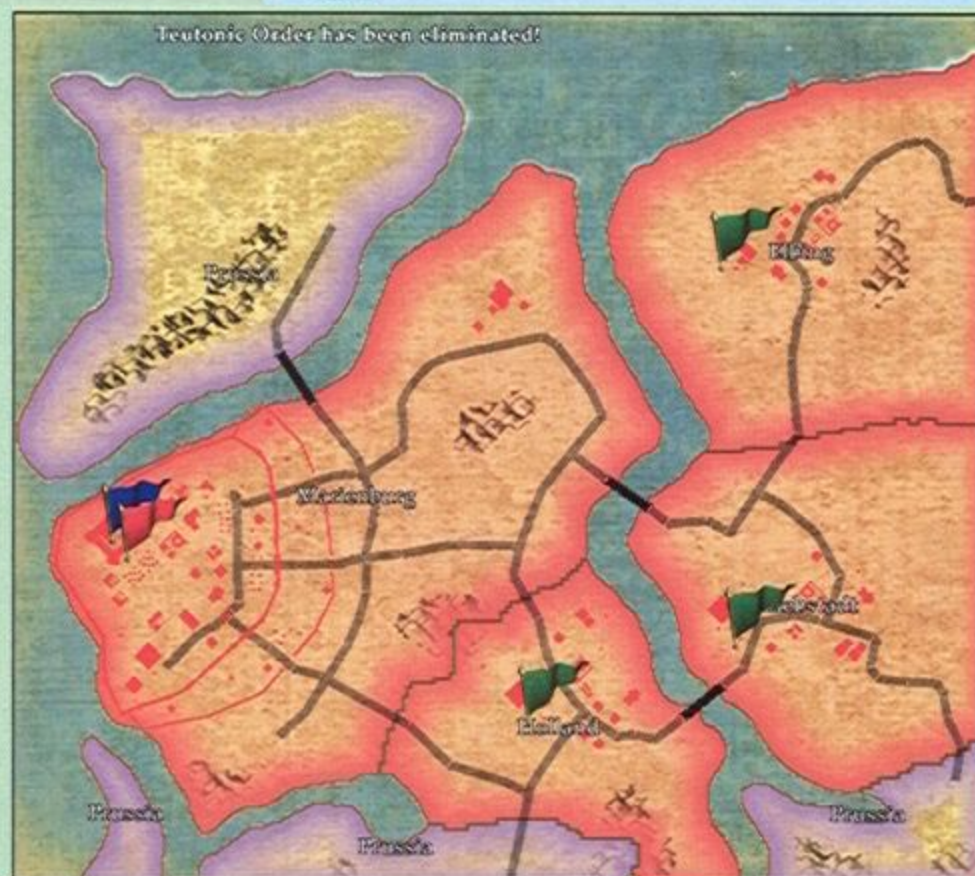 Teutonic Order has been eliminated!
Prussia
Elbing
Marienburg
Holland
Prussia
Prussia
Prussia